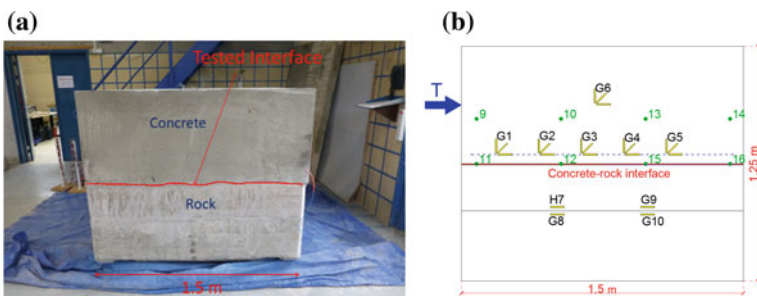 (a)
Tested Interface
Concrete
Rock
1.5 m
(b)
T
G6
9
10
13
14
G1
G2
G3
G4
G5
11
12
15
16
Concrete-rock interface
1.25 m
H7
G9
G8
G10
1.5 m